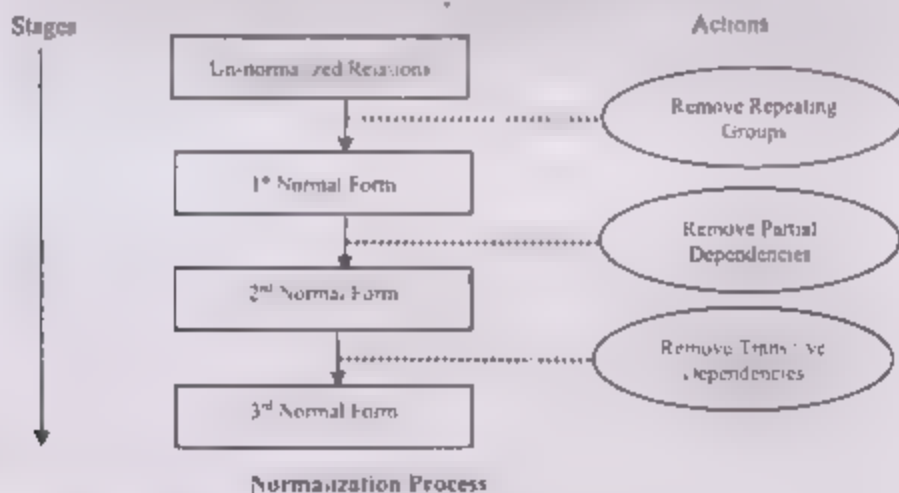 Stages
Actions
Un-normalized Relations
Remove Repeating
Groups
1st Normal Form
Remove Partial
Dependencies
2nd Normal Form
Remove Transitive
Dependencies
3rd Normal Form
Normalization Process